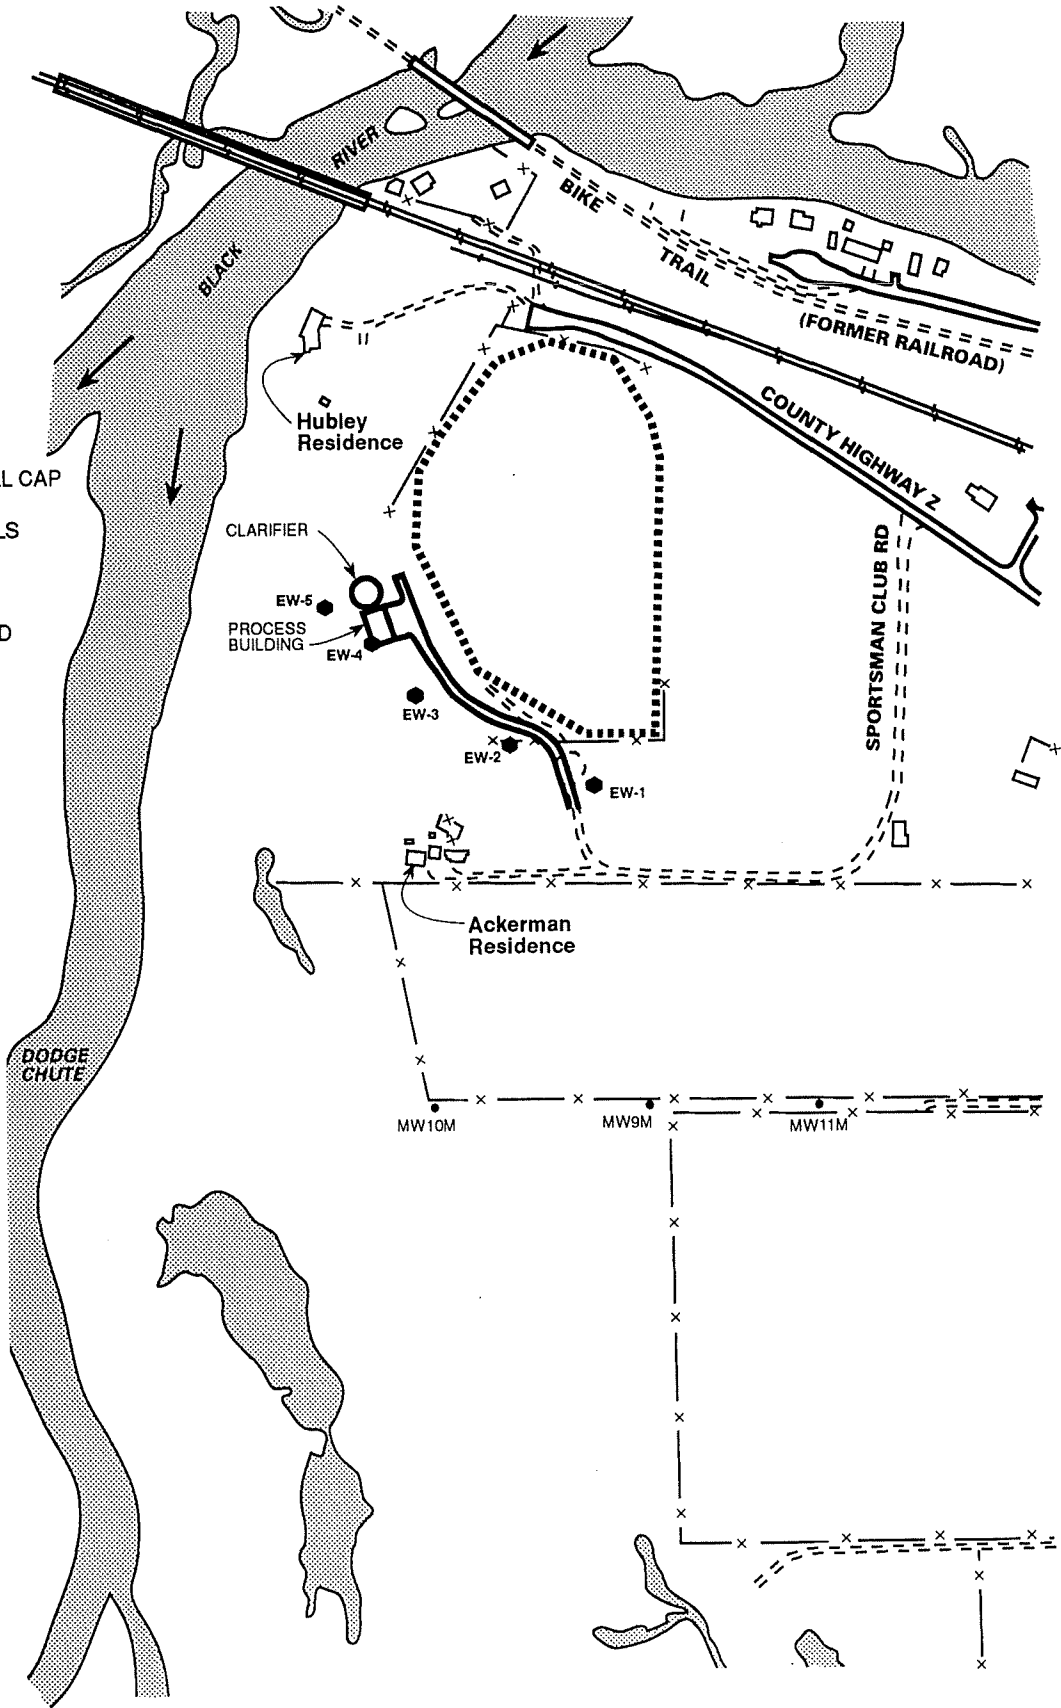 RIVER
BLACK
BIKE
TRAIL
(FORMER RAILROAD)
COUNTY HIGHWAY Z
Hubley
Residence
L CAP
LS
D
CLARIFIER
EW-5
PROCESS
BUILDING
EW-4
SPORTSMAN CLUB RD
EW-3
EW-2
EW-1
Ackerman
Residence
DODGE
CHUTE
MW10M
MW9M
MW11M